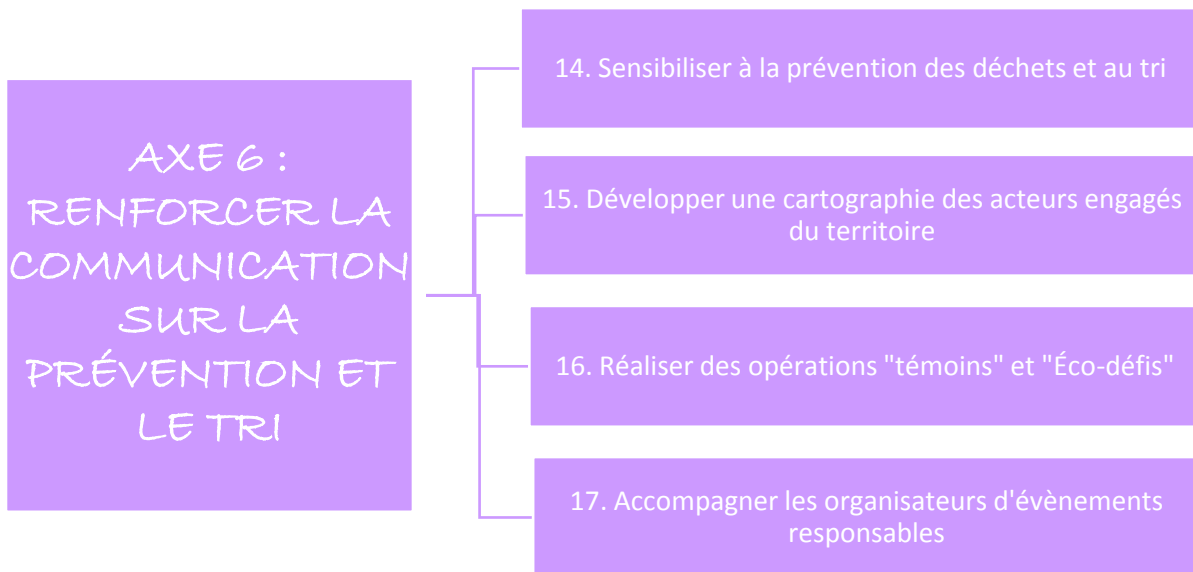 AXE 6 :
RENFORCER LA
COMMUNICATION
SUR LA
PRÉVENTION ET
LE TRI
14. Sensibiliser à la prévention des déchets et au tri
15. Développer une cartographie des acteurs engagés
du territoire
16. Réaliser des opérations "témoins" et "Éco-défis"
17. Accompagner les organisateurs d'évènements
responsables